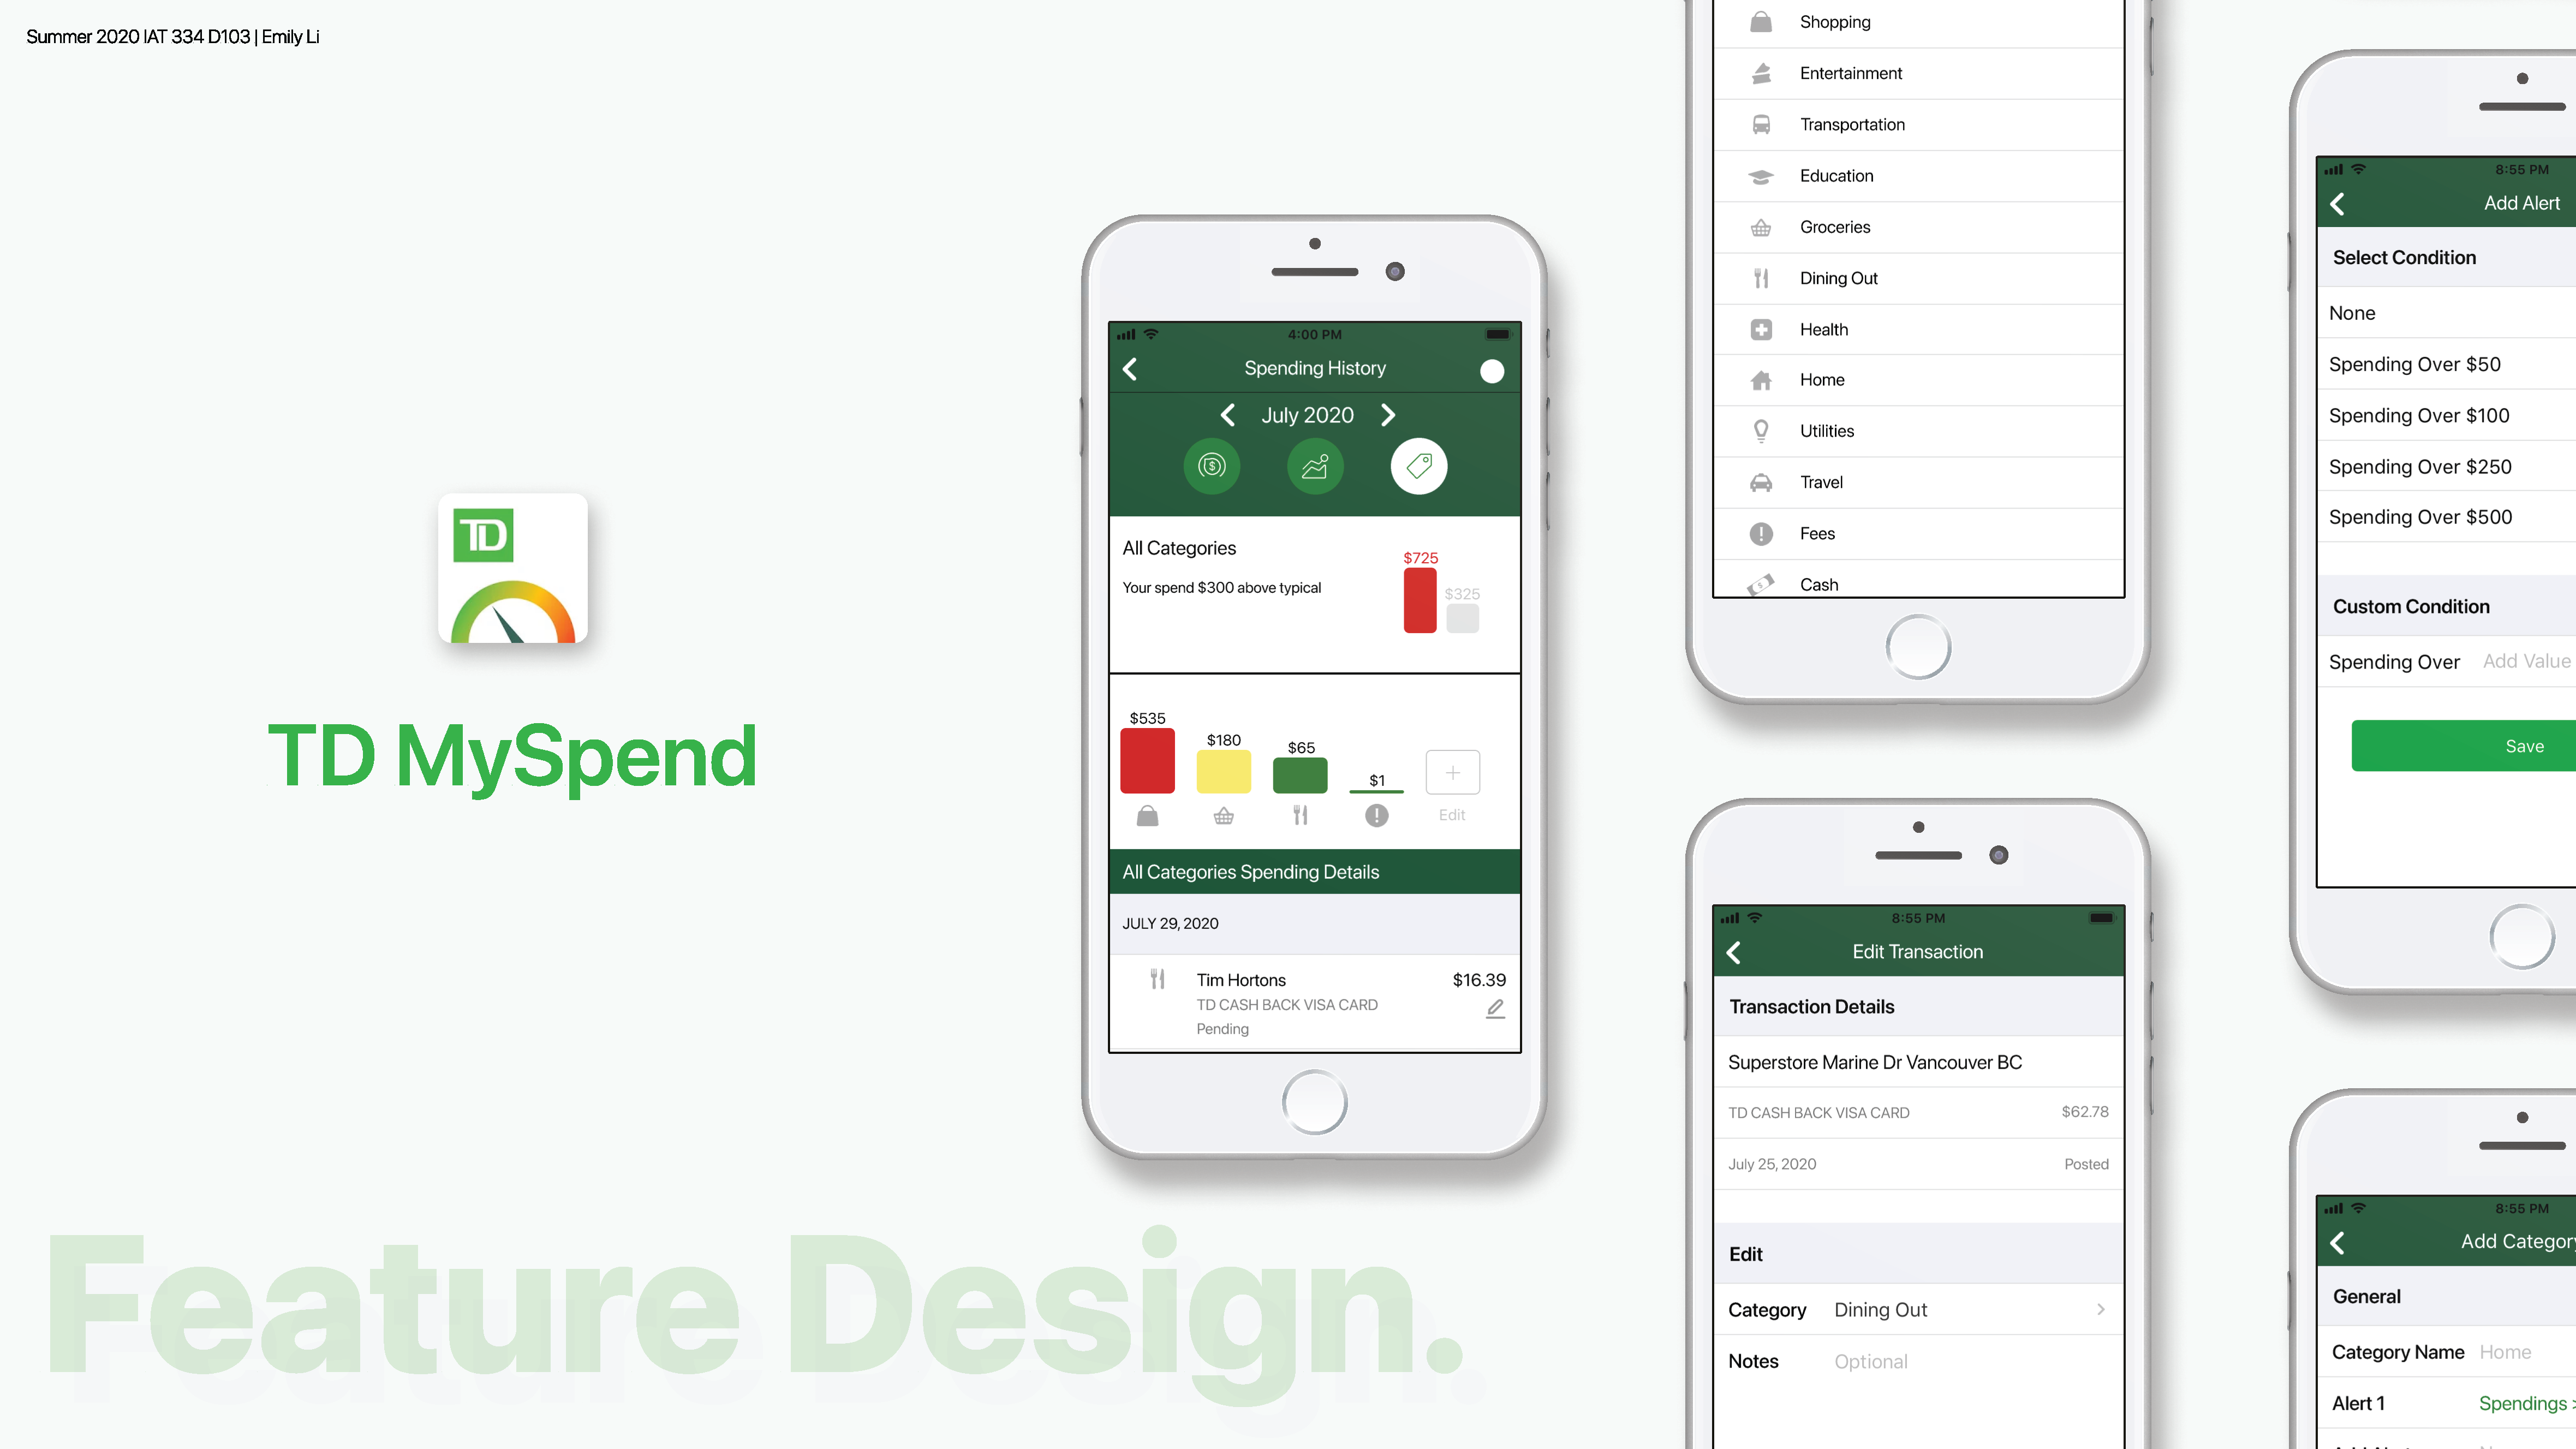 Summer 2020 IAT 334 D103 | Emily Li
TD
TD MySpend
Feature Design.
4:00 PM
Spending History
July 2020
All Categories
Your spend $300 above typical
$725
$325
$535
$180
$65
$1
Edit
All Categories Spending Details
JULY 29, 2020
Tim Hortons
$16.39
TD CASH BACK VISA CARD
Pending
Shopping
Entertainment
Transportation
Education
Groceries
Dining Out
Health
Home
Utilities
Travel
Fees
Cash
8:55 PM
Edit Transaction
Transaction Details
Superstore Marine Dr Vancouver BC
TD CASH BACK VISA CARD
$62.78
July 25, 2020
Posted
Edit
Category Dining Out
Notes Optional
8:55 PM
Add Alert
Select Condition
None
Spending Over $50
Spending Over $100
Spending Over $250
Spending Over $500
Custom Condition
Spending Over Add Value
Save
8:55 PM
Add Category
General
Category Name Home
Alert 1 Spendings